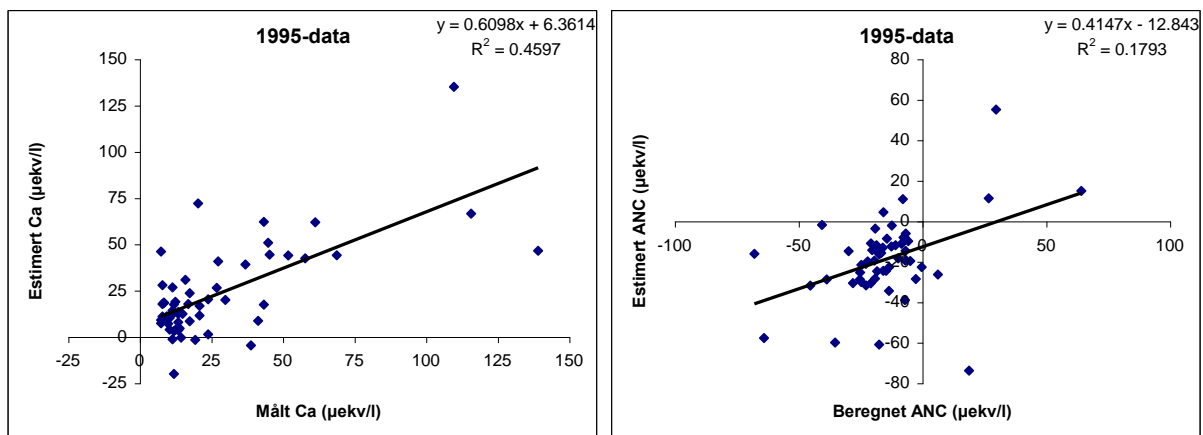 1995-data
y = 0.6098x + 6.3614
R² = 0.4597
150
125
100
75
50
25
0
-25
-25 0 25 50 75 100 125 150
Estimert Ca (µekv/l)
Målt Ca (µekv/l)
1995-data
y = 0.4147x - 12.843
R² = 0.1793
80
60
40
20
0
-20
-40
-60
-80
-100 -50 0 50 100
Estimert ANC (µekv/l)
Beregnet ANC (µekv/l)